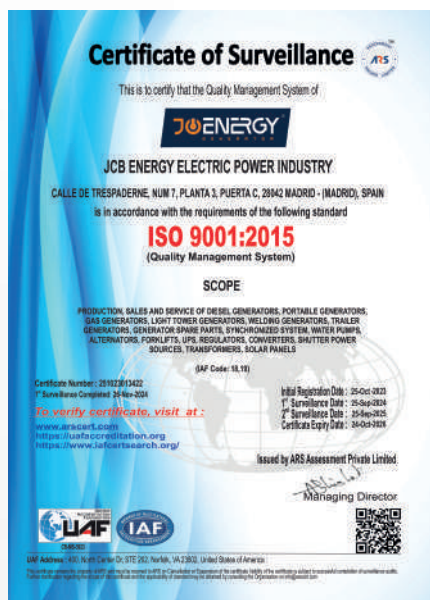 Certificate of Surveillance
ARS
This is to certify that the Quality Management System of
JCBENERGY
GENERATOR
JCB ENERGY ELECTRIC POWER INDUSTRY
CALLE DE TRESPADERNE, NUM 7, PLANTA 3, PUERTA C, 28042 MADRID - (MADRID), SPAIN
is in accordance with the requirements of the following standard
ISO 9001:2015
(Quality Management System)
SCOPE
PRODUCTION, SALES AND SERVICE OF DIESEL GENERATORS, PORTABLE GENERATORS,
GAS GENERATORS, LIGHT TOWER GENERATORS, WELDING GENERATORS, TRAILER
GENERATORS, GENERATOR SPARE PARTS, SYNCHRONIZED SYSTEM, WATER PUMPS,
ALTERNATORS, FORKLIFTS, UPS, REGULATORS, CONVERTERS, SHUTTER POWER
SOURCES, TRANSFORMERS, SOLAR PANELS
(IAF Code: 18,19)
Certificate Number : 251023013422
1st Surveillance Completed: 26-Nov-2024
To verify certificate, visit at :
www.arscert.com
https://uafaccreditation.org
https://www.iafcertsearch.org/
Initial Registration Date : 25-Oct-2023
1st Surveillance Date : 25-Sep-2024
2nd Surveillance Date : 25-Sep-2025
Certificate Expiry Date : 24-Oct-2026
Issued by ARS Assessment Private Limited
Managing Director
UAF
IAF
UAF Address : 400, North Center Dr, STE 202, Norfolk, VA 23502, United States of America